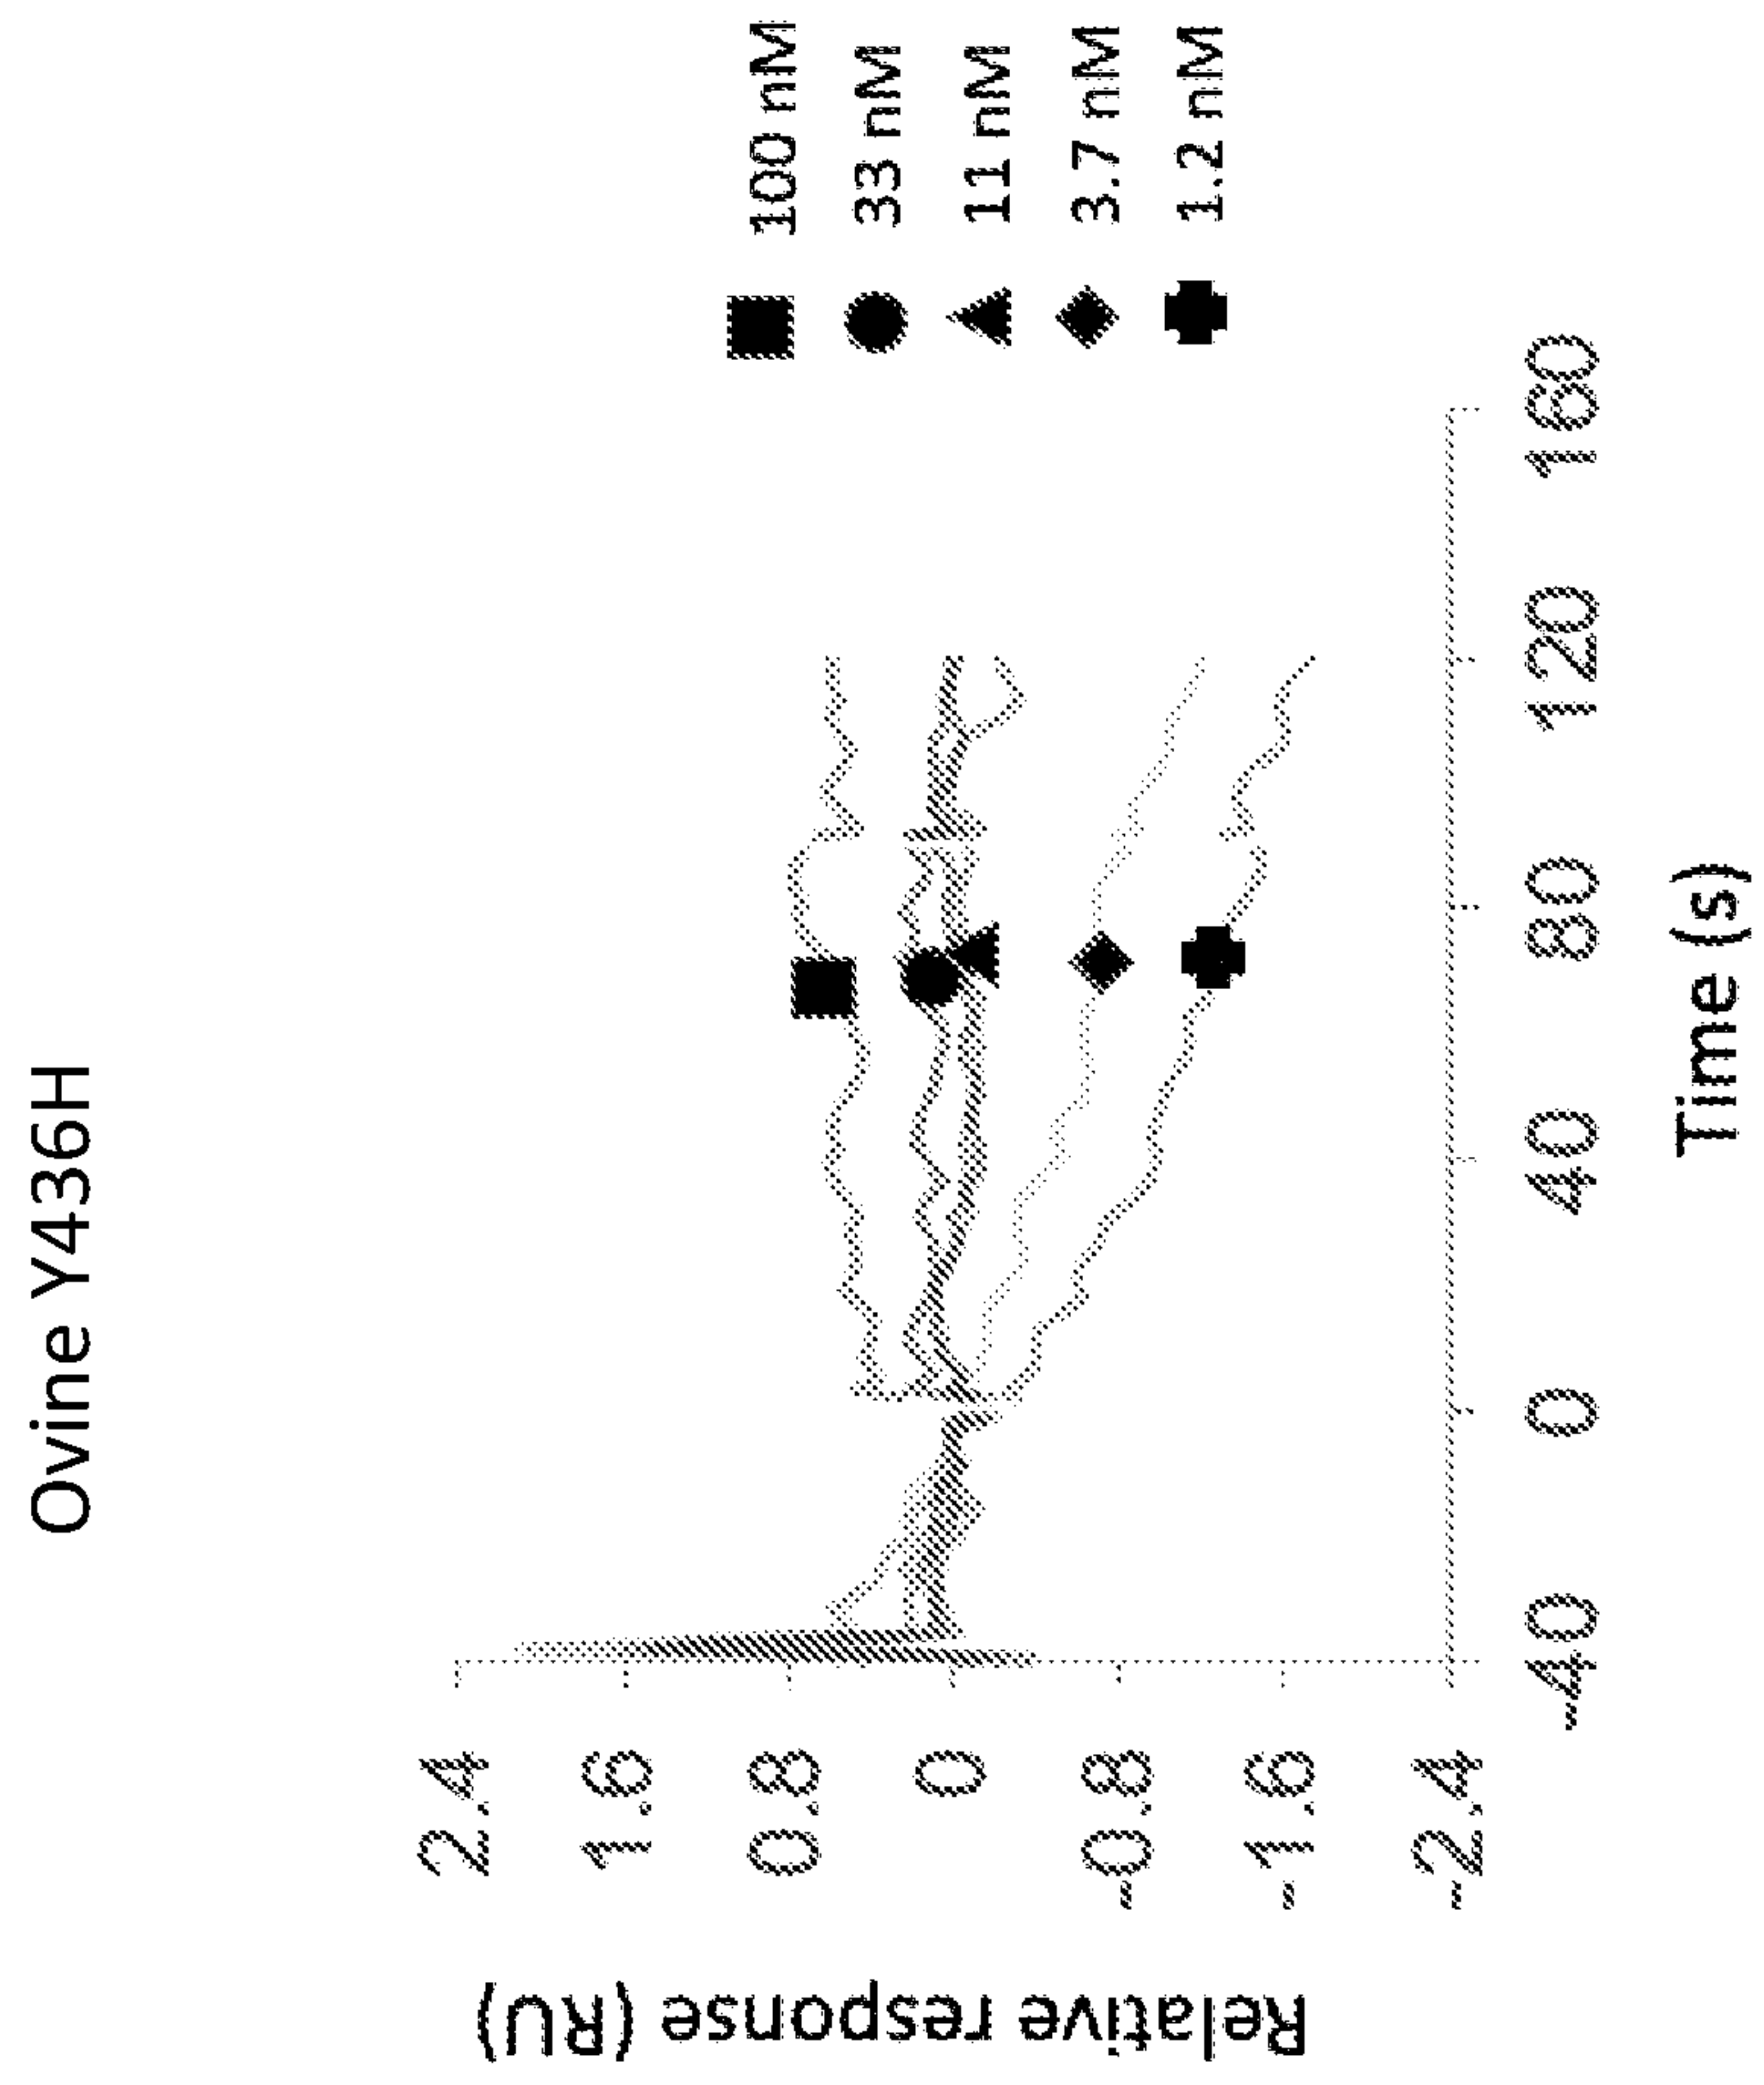 Ovine Y436H
Relative response (RU)
2.4
1.6
0.8
0
-0.8
-1.6
-2.4
-40
0
40
80
120
160
Time (s)
100 nM
33 nM
11 nM
3.7 nM
1.2 nM